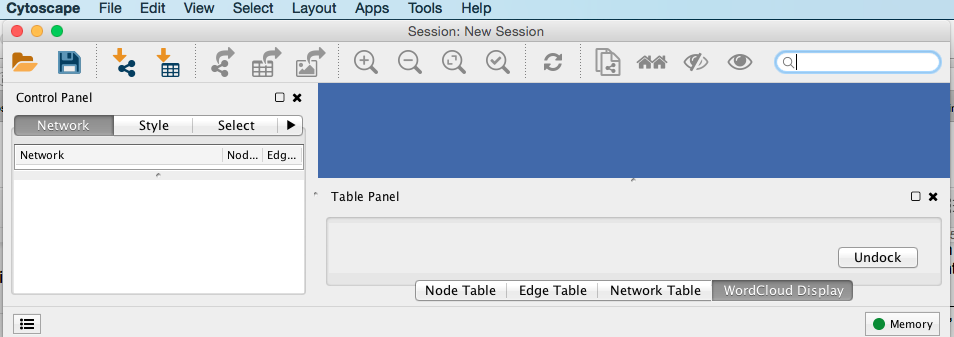 Cytoscape File Edit View Select Layout Apps Tools Help
Session: New Session
Control Panel
Network Style Select
Network Nod... Edg...
Table Panel
Undock
Node Table Edge Table Network Table WordCloud Display
Memory